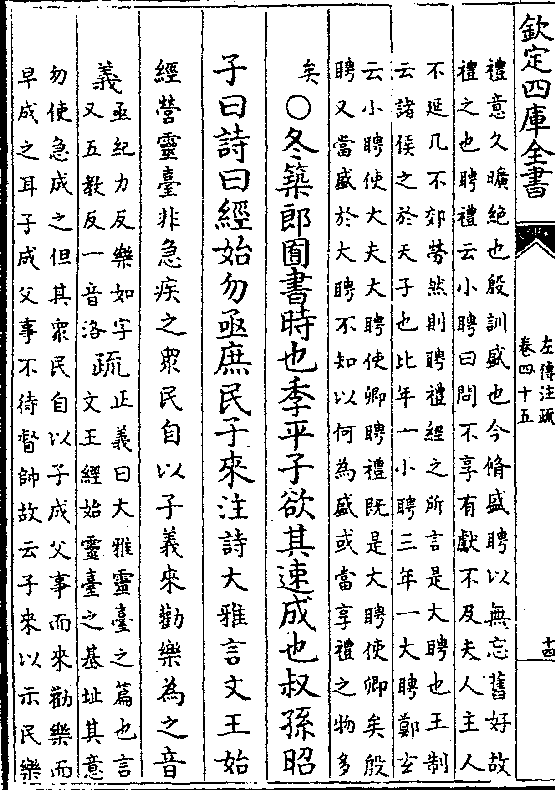 欽定四庫全書
左傳注疏
卷四十五
十四
禮意久曠絶也殷訓盛也今脩盛聘以無忘舊好故
禮之也聘禮云小聘曰問不享有獻不及夫人主人
不延几不郊勞然則聘禮經之所言是大聘也王制
云諸侯之於天子也比年一小聘三年一大聘鄭玄
云小聘使大夫大聘使卿聘禮既是大聘使卿矣殷
聘又當盛於大聘不知以何為盛或當享禮之物多
矣○冬築郎囿書時也季平子欲其速成也叔孫昭
子曰詩曰經始勿亟庶民子來注詩大雅言文王始
經營靈臺非急疾之衆民自以子義來勸樂為之音
義
亟紀力反樂如字
又五教反一音洛
疏
正義曰大雅靈臺之篇也言
文王經始靈臺之基址其意
勿使急成之但其衆民自以子成父事而來勸樂而
早成之耳子成父事不待督帥故云子來以示民樂